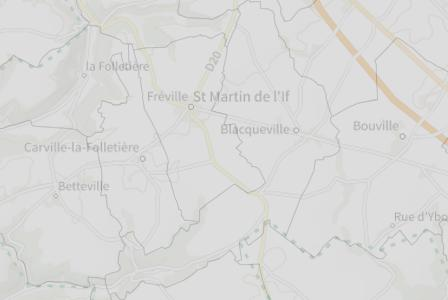 la Folletière
D20
Fréville
St Martin de l'If
Blacqueville
Bouville
Carville-la-Folletière
Betteville
Rue d'Ybo